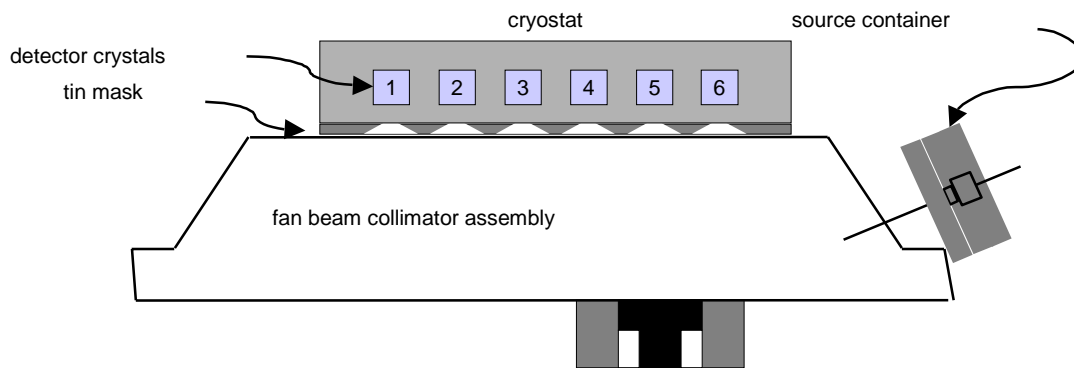 cryostat
source container
detector crystals
tin mask
1 2 3 4 5 6
fan beam collimator assembly